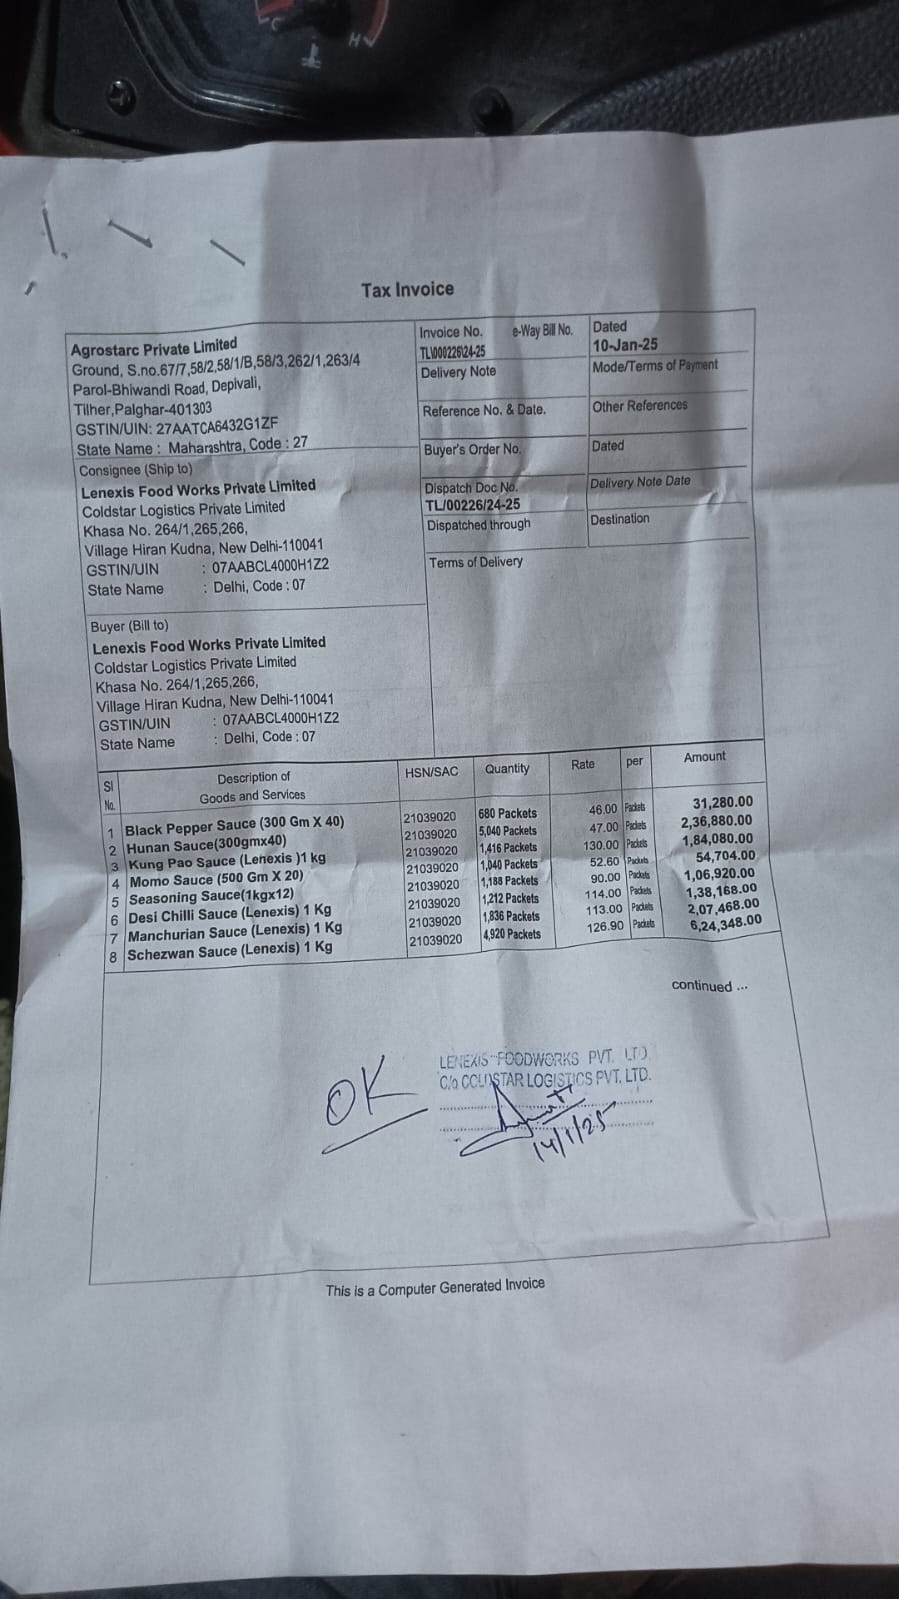 C
H
Tax Invoice
Agrostarc Private Limited
Ground, S.no.67/7,58/2,58/1/B,58/3,262/1,263/4
Parol-Bhiwandi Road, Depivali,
Tilher,Palghar-401303
GSTIN/UIN: 27AATCA6432G1ZF
State Name : Maharashtra, Code : 27
Invoice No. e-Way Bill No.
TL\000226\24-25
Dated
10-Jan-25
Delivery Note
Mode/Terms of Payment
Reference No. & Date.
Other References
Buyer's Order No.
Dated
Dispatch Doc No.
TL/00226/24-25
Delivery Note Date
Dispatched through
Destination
Terms of Delivery
Consignee (Ship to)
Lenexis Food Works Private Limited
Coldstar Logistics Private Limited
Khasa No. 264/1,265,266,
Village Hiran Kudna, New Delhi-110041
GSTIN/UIN : 07AABCL4000H1Z2
State Name : Delhi, Code : 07
Buyer (Bill to)
Lenexis Food Works Private Limited
Coldstar Logistics Private Limited
Khasa No. 264/1,265,266,
Village Hiran Kudna, New Delhi-110041
GSTIN/UIN : 07AABCL4000H1Z2
State Name : Delhi, Code : 07
Sl No. Description of Goods and Services HSN/SAC Quantity Rate per Amount
1 Black Pepper Sauce (300 Gm X 40) 21039020 680 Packets 46.00 Packets 31,280.00
2 Hunan Sauce(300gmx40) 21039020 5,040 Packets 47.00 Packets 2,36,880.00
3 Kung Pao Sauce (Lenexis )1 kg 21039020 1,416 Packets 130.00 Packets 1,84,080.00
4 Momo Sauce (500 Gm X 20) 21039020 1,040 Packets 52.60 Packets 54,704.00
5 Seasoning Sauce(1kgx12) 21039020 1,188 Packets 90.00 Packets 1,06,920.00
6 Desi Chilli Sauce (Lenexis) 1 Kg 21039020 1,212 Packets 114.00 Packets 1,38,168.00
7 Manchurian Sauce (Lenexis) 1 Kg 21039020 1,836 Packets 113.00 Packets 2,07,468.00
8 Schezwan Sauce (Lenexis) 1 Kg 21039020 4,920 Packets 126.90 Packets 6,24,348.00
continued ...
OK
LENEXIS FOODWORKS PVT. LTD.
C/o COLDSTAR LOGISTICS PVT. LTD.
14/1/25
This is a Computer Generated Invoice